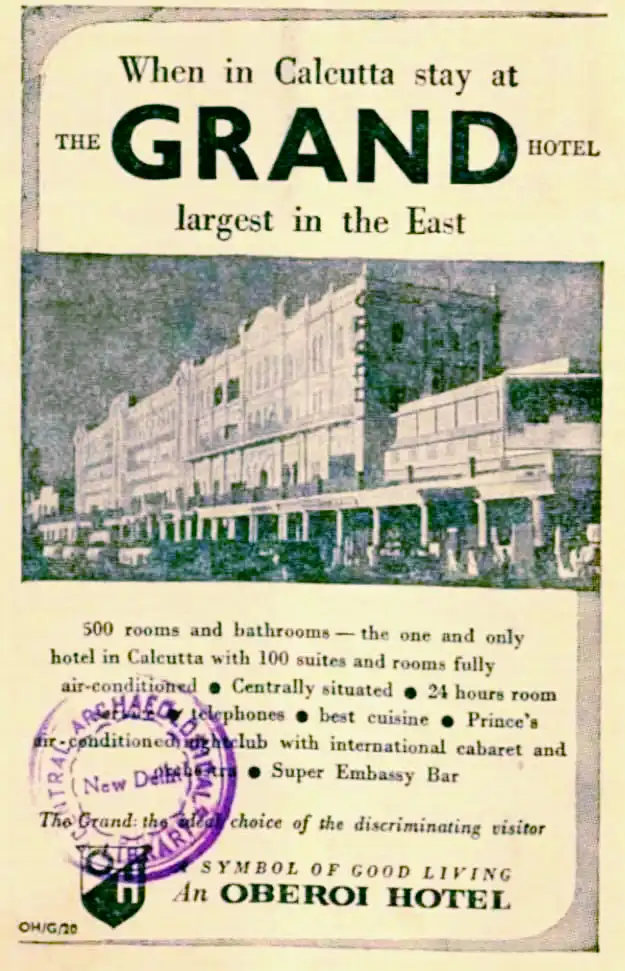 When in Calcutta stay at
THE GRAND HOTEL
largest in the East
GRAND
500 rooms and bathrooms — the one and only
hotel in Calcutta with 100 suites and rooms fully
air-conditioned ● Centrally situated ● 24 hours room
service ● telephones ● best cuisine ● Prince's
air-conditioned nightclub with international cabaret and
orchestra ● Super Embassy Bar
CENTRAL ARCHAEOLOGICAL LIBRARY
New Delhi
The Grand: the ideal choice of the discriminating visitor
OH
A SYMBOL OF GOOD LIVING
An OBEROI HOTEL
OH/G/20